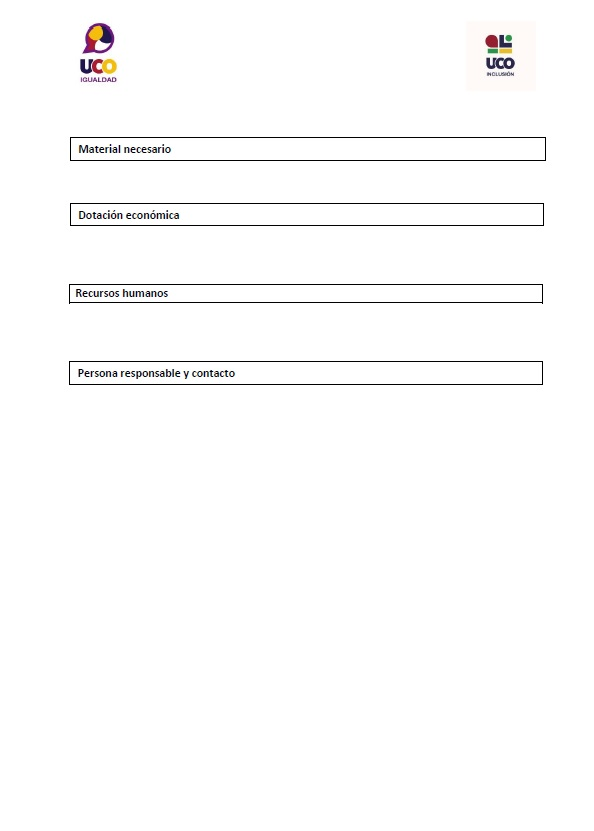 UCO
IGUALDAD
UCO
INCLUSIÓN
Material necesario
Dotación económica
Recursos humanos
Persona responsable y contacto